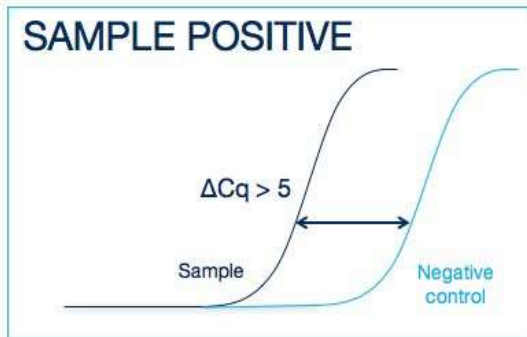 SAMPLE POSITIVE
ΔCq > 5
Sample
Negative
control